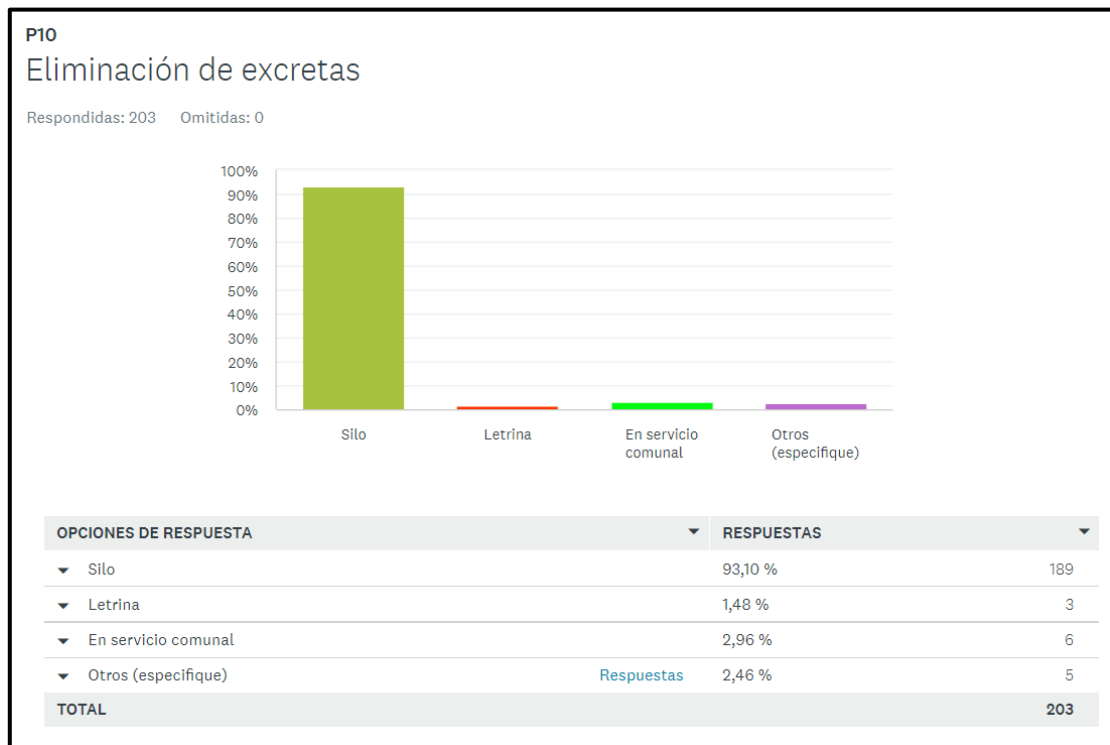 P10
Eliminación de excretas
Respondidas: 203 Omitidas: 0
100%
90%
80%
70%
60%
50%
40%
30%
20%
10%
0%
Silo
Letrina
En servicio
comunal
Otros
(especifique)
OPCIONES DE RESPUESTA RESPUESTAS
Silo 93,10 % 189
Letrina 1,48 % 3
En servicio comunal 2,96 % 6
Otros (especifique) Respuestas 2,46 % 5
TOTAL 203